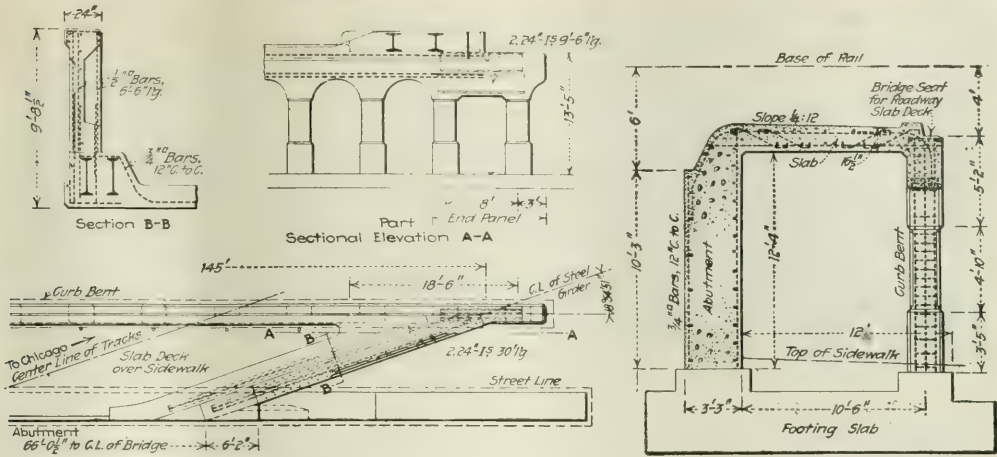 24"
9'-8½"
½"□ Bars,
6'-6" lg.
¾"□ Bars.
12" C. to C.
Section B-B
2,24"-I$ 9'-6" lg.
13'-5"
8'
3'
Part
End Panel
Sectional Elevation A-A
Base of Rail
Bridge Seat
for Roadway
Slab Deck
4'
6'
Slope ¼:12
Slab
16½"
5'-2"
10'-3"
¾"□ Bars, 12" C. to C.
Abutment
12'-4"
Curb Bent
4'-10"
12'
Top of Sidewalk
3'-5"
3'-3"
10'-6"
Footing Slab
145'
Curb Bent
18'-6"
C.L. of Steel
Girder
A
B
A
To Chicago
Center Line of Tracks
Slab Deck
over Sidewalk
B
2,24"-I$ 30' lg
Street Line
Abutment
66'-0½" to C.L. of Bridge
6'-2"